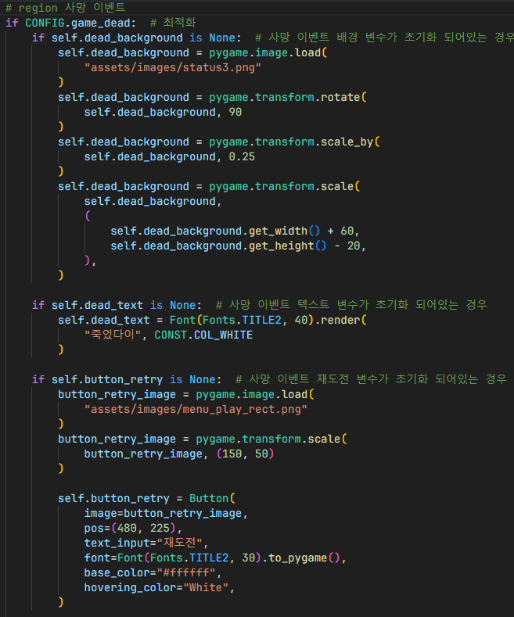 # region 사망 이벤트
if CONFIG.game_dead:  # 최적화
    if self.dead_background is None:  # 사망 이벤트 배경 변수가 초기화 되어있는 경우
        self.dead_background = pygame.image.load(
            "assets/images/status3.png"
        )
        self.dead_background = pygame.transform.rotate(
            self.dead_background, 90
        )
        self.dead_background = pygame.transform.scale_by(
            self.dead_background, 0.25
        )
        self.dead_background = pygame.transform.scale(
            self.dead_background,
            (
                self.dead_background.get_width() + 60,
                self.dead_background.get_height() - 20,
            ),
        )
    if self.dead_text is None:  # 사망 이벤트 텍스트 변수가 초기화 되어있는 경우
        self.dead_text = Font(Fonts.TITLE2, 40).render(
            "죽었다이", CONST.COL_WHITE
        )
    if self.button_retry is None:  # 사망 이벤트 재도전 변수가 초기화 되어있는 경우
        button_retry_image = pygame.image.load(
            "assets/images/menu_play_rect.png"
        )
        button_retry_image = pygame.transform.scale(
            button_retry_image, (150, 50)
        )
        self.button_retry = Button(
            image=button_retry_image,
            pos=(480, 225),
            text_input="재도전",
            font=Font(Fonts.TITLE2, 30).to_pygame(),
            base_color="#ffffff",
            hovering_color="White",
        )